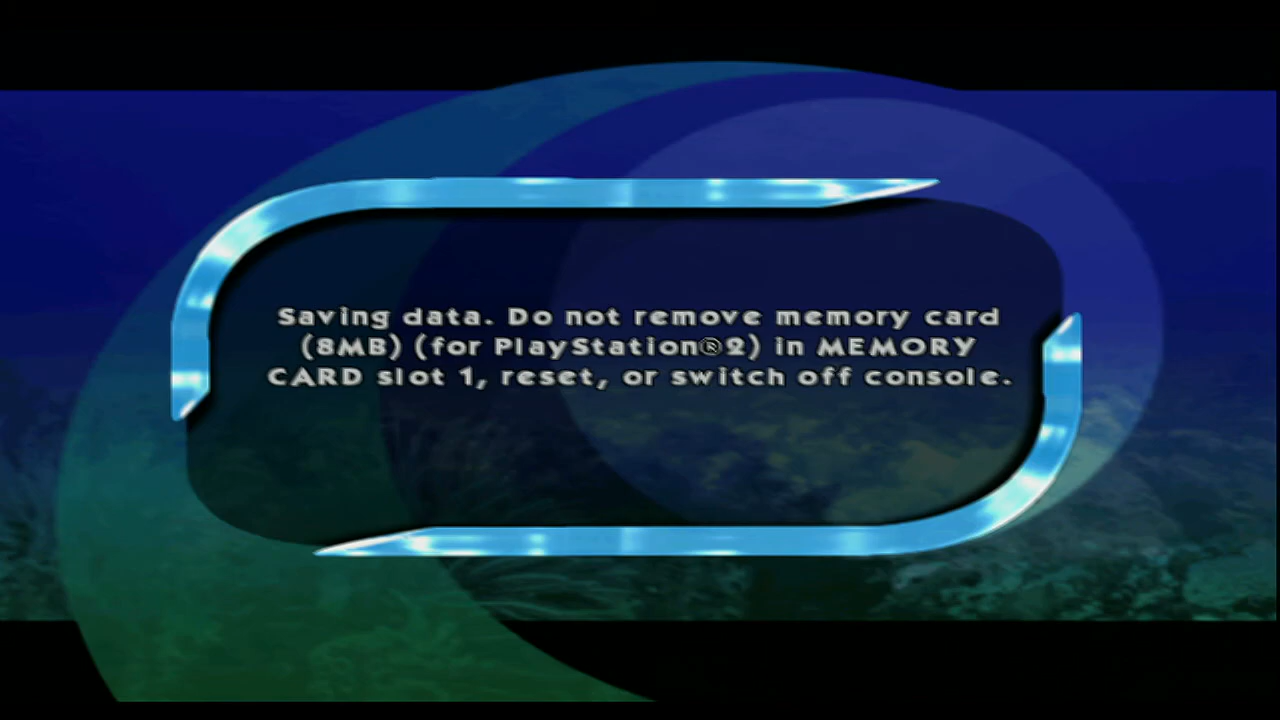 Saving data. Do not remove memory card
(8MB) (for PlayStation®2) in MEMORY
CARD slot 1, reset, or switch off console.